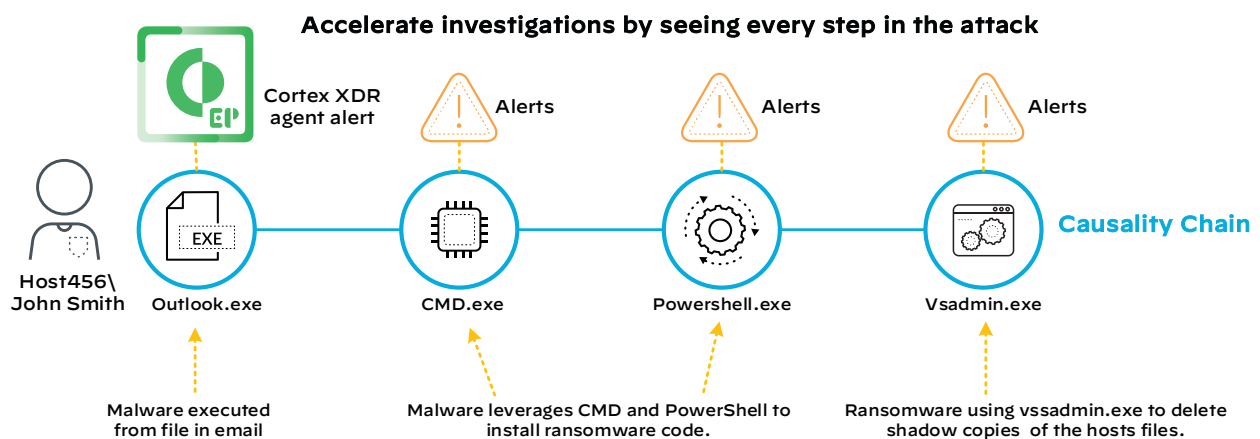 Accelerate investigations by seeing every step in the attack
EP
Cortex XDR
agent alert
Alerts
Alerts
Alerts
EXE
Causality Chain
Host456\
John Smith
Outlook.exe
CMD.exe
Powershell.exe
Vsadmin.exe
Malware executed
from file in email
Malware leverages CMD and PowerShell to
install ransomware code.
Ransomware using vssadmin.exe to delete
shadow copies of the hosts files.